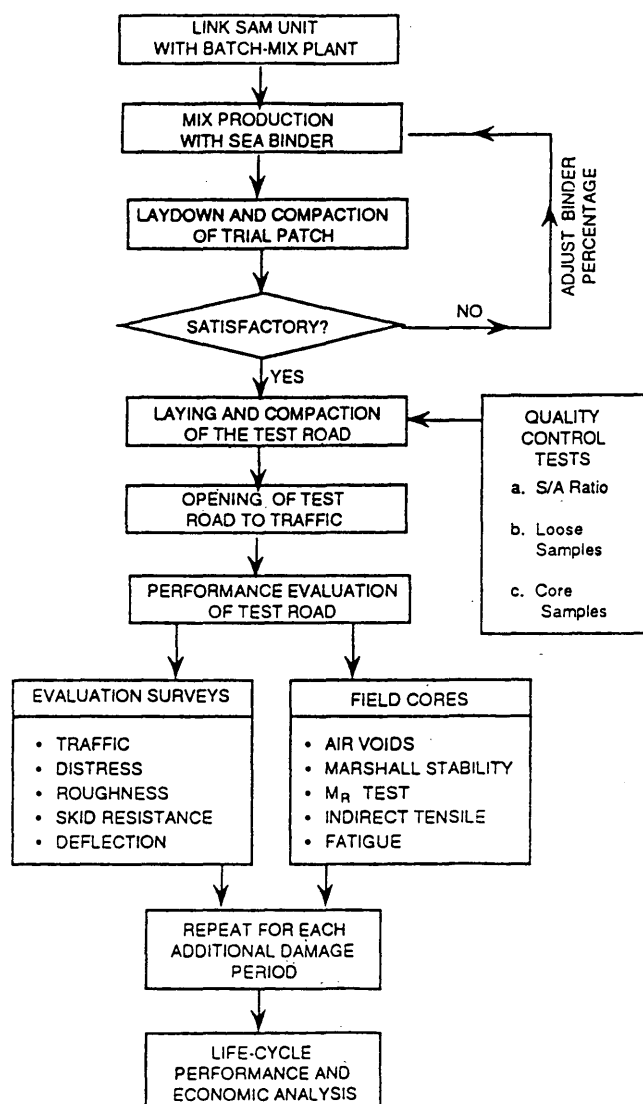 LINK SAM UNIT
WITH BATCH-MIX PLANT
MIX PRODUCTION
WITH SEA BINDER
LAYDOWN AND COMPACTION
OF TRIAL PATCH
ADJUST BINDER
PERCENTAGE
SATISFACTORY?
NO
YES
LAYING AND COMPACTION
OF THE TEST ROAD
QUALITY
CONTROL
TESTS
a. S/A Ratio
b. Loose
Samples
c. Core
Samples
OPENING OF TEST
ROAD TO TRAFFIC
PERFORMANCE EVALUATION
OF TEST ROAD
EVALUATION SURVEYS
• TRAFFIC
• DISTRESS
• ROUGHNESS
• SKID RESISTANCE
• DEFLECTION
FIELD CORES
• AIR VOIDS
• MARSHALL STABILITY
• MR TEST
• INDIRECT TENSILE
• FATIGUE
REPEAT FOR EACH
ADDITIONAL DAMAGE
PERIOD
LIFE-CYCLE
PERFORMANCE AND
ECONOMIC ANALYSIS